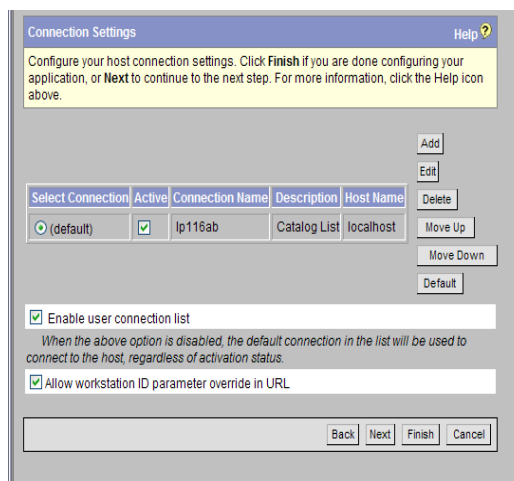 Connection Settings
Help
Configure your host connection settings. Click Finish if you are done configuring your
application, or Next to continue to the next step. For more information, click the Help icon
above.
Add
Edit
Select Connection Active Connection Name Description Host Name
Delete
(default) lp116ab Catalog List localhost
Move Up
Move Down
Default
Enable user connection list
When the above option is disabled, the default connection in the list will be used to
connect to the host, regardless of activation status.
Allow workstation ID parameter override in URL
Back Next Finish Cancel